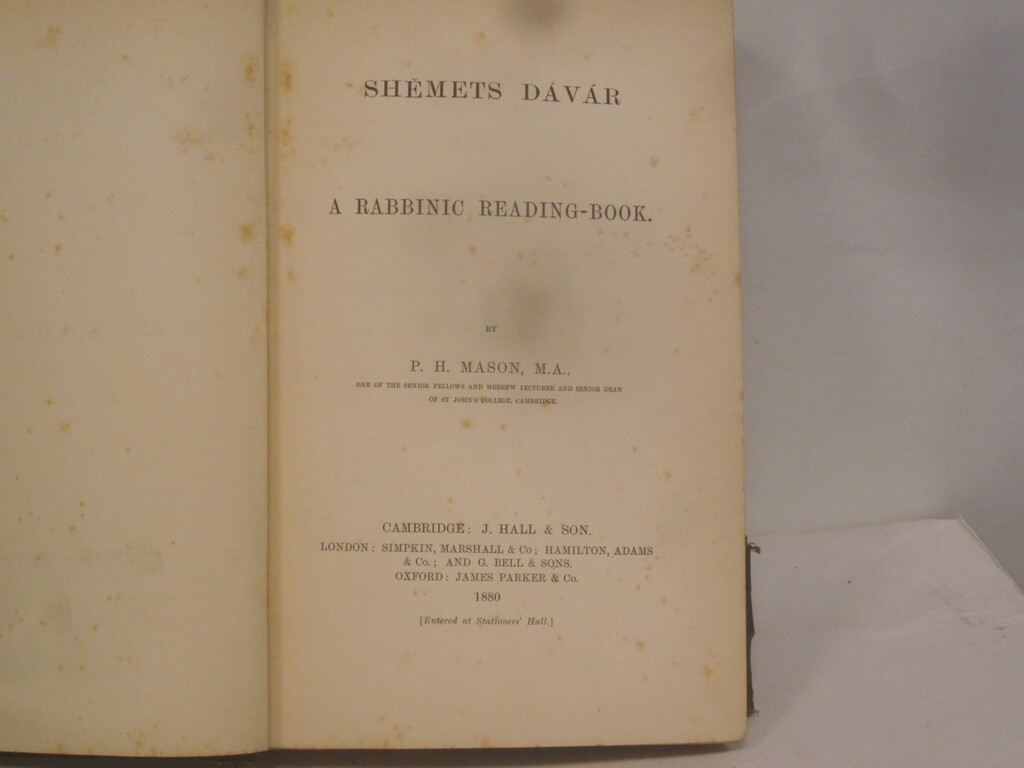 SHĔMETS DÁVÁR
A RABBINIC READING-BOOK.
BY
P. H. MASON, M.A.,
ONE OF THE SENIOR FELLOWS AND HEBREW LECTURER AND SENIOR DEAN
OF ST JOHN'S COLLEGE, CAMBRIDGE.
CAMBRIDGE: J. HALL & SON.
LONDON: SIMPKIN, MARSHALL & Co; HAMILTON, ADAMS
& Co.; AND G. BELL & SONS.
OXFORD: JAMES PARKER & Co.
1880
[Entered at Stationers' Hall.]